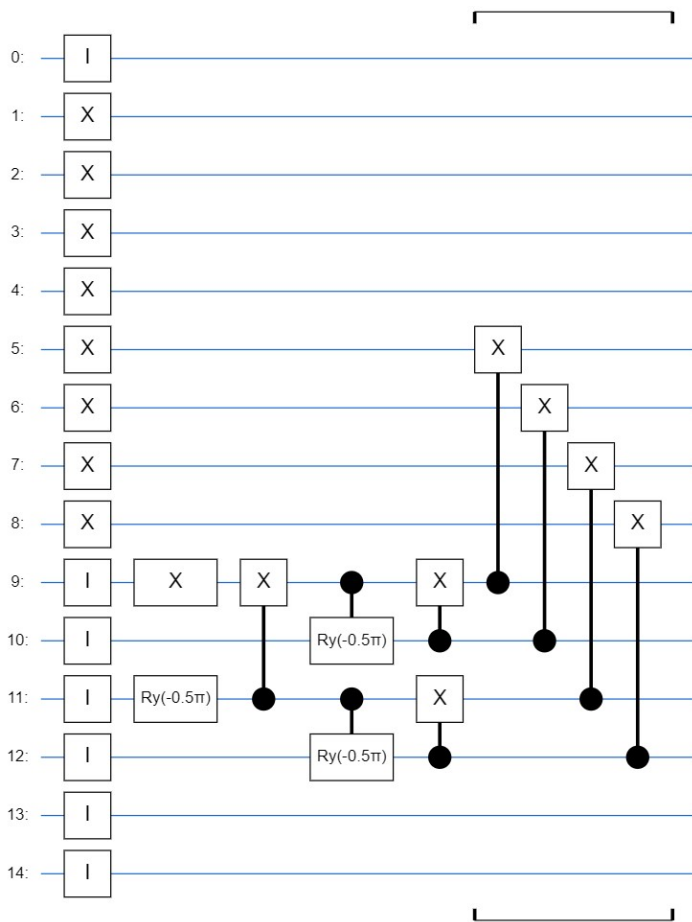 0: I
1: X
2: X
3: X
4: X
5: X X
6: X X
7: X X
8: X X
9: I X X X
10: I Ry(-0.5π)
11: I Ry(-0.5π) X
12: I Ry(-0.5π)
13: I
14: I